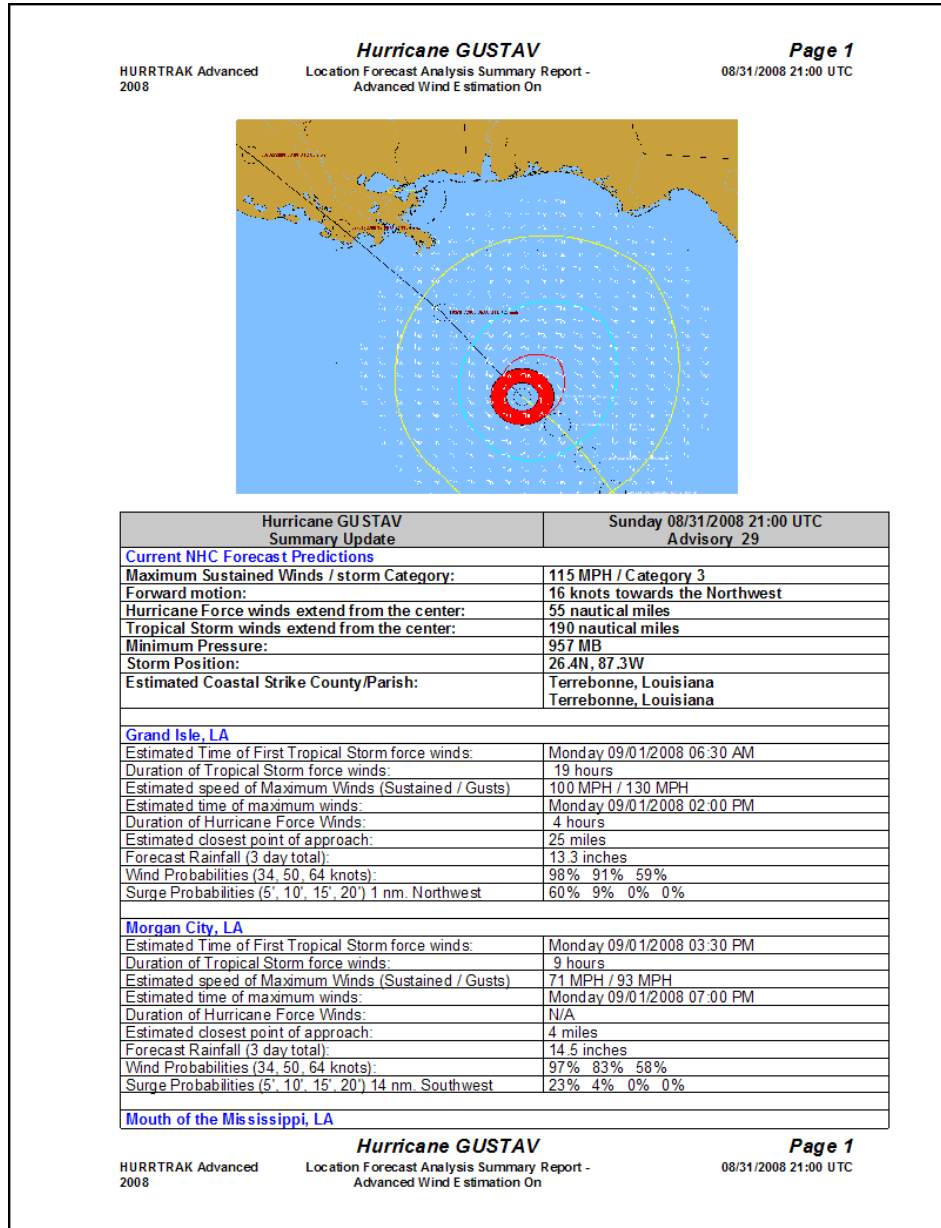 Hurricane GUSTAV
Page 1
HURRTRAK Advanced
2008
Location Forecast Analysis Summary Report -
Advanced Wind Estimation On
08/31/2008 21:00 UTC
Hurricane GUSTAV
Summary Update
Sunday 08/31/2008 21:00 UTC
Advisory 29
Current NHC Forecast Predictions
Maximum Sustained Winds / storm Category: 115 MPH / Category 3
Forward motion: 16 knots towards the Northwest
Hurricane Force winds extend from the center: 55 nautical miles
Tropical Storm winds extend from the center: 190 nautical miles
Minimum Pressure: 957 MB
Storm Position: 26.4N, 87.3W
Estimated Coastal Strike County/Parish: Terrebonne, Louisiana
Terrebonne, Louisiana
Grand Isle, LA
Estimated Time of First Tropical Storm force winds: Monday 09/01/2008 06:30 AM
Duration of Tropical Storm force winds: 19 hours
Estimated speed of Maximum Winds (Sustained / Gusts) 100 MPH / 130 MPH
Estimated time of maximum winds: Monday 09/01/2008 02:00 PM
Duration of Hurricane Force Winds: 4 hours
Estimated closest point of approach: 25 miles
Forecast Rainfall (3 day total): 13.3 inches
Wind Probabilities (34, 50, 64 knots): 98% 91% 59%
Surge Probabilities (5', 10', 15', 20') 1 nm. Northwest 60% 9% 0% 0%
Morgan City, LA
Estimated Time of First Tropical Storm force winds: Monday 09/01/2008 03:30 PM
Duration of Tropical Storm force winds: 9 hours
Estimated speed of Maximum Winds (Sustained / Gusts) 71 MPH / 93 MPH
Estimated time of maximum winds: Monday 09/01/2008 07:00 PM
Duration of Hurricane Force Winds: N/A
Estimated closest point of approach: 4 miles
Forecast Rainfall (3 day total): 14.5 inches
Wind Probabilities (34, 50, 64 knots): 97% 83% 58%
Surge Probabilities (5', 10', 15', 20') 14 nm. Southwest 23% 4% 0% 0%
Mouth of the Mississippi, LA
Hurricane GUSTAV
Page 1
HURRTRAK Advanced
2008
Location Forecast Analysis Summary Report -
Advanced Wind Estimation On
08/31/2008 21:00 UTC